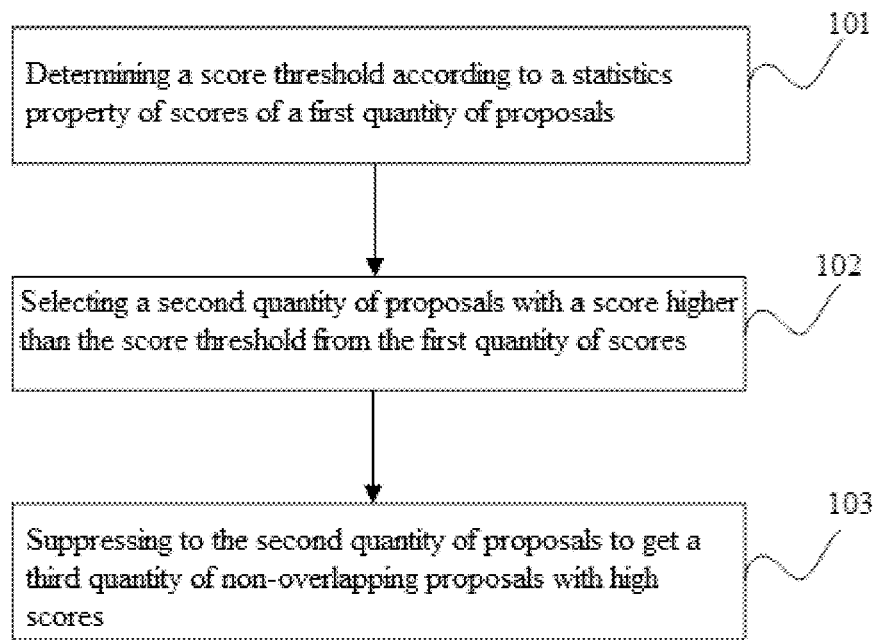 101
Determining a score threshold according to a statistics
property of scores of a first quantity of proposals
102
Selecting a second quantity of proposals with a score higher
than the score threshold from the first quantity of scores
103
Suppressing to the second quantity of proposals to get a
third quantity of non-overlapping proposals with high
scores